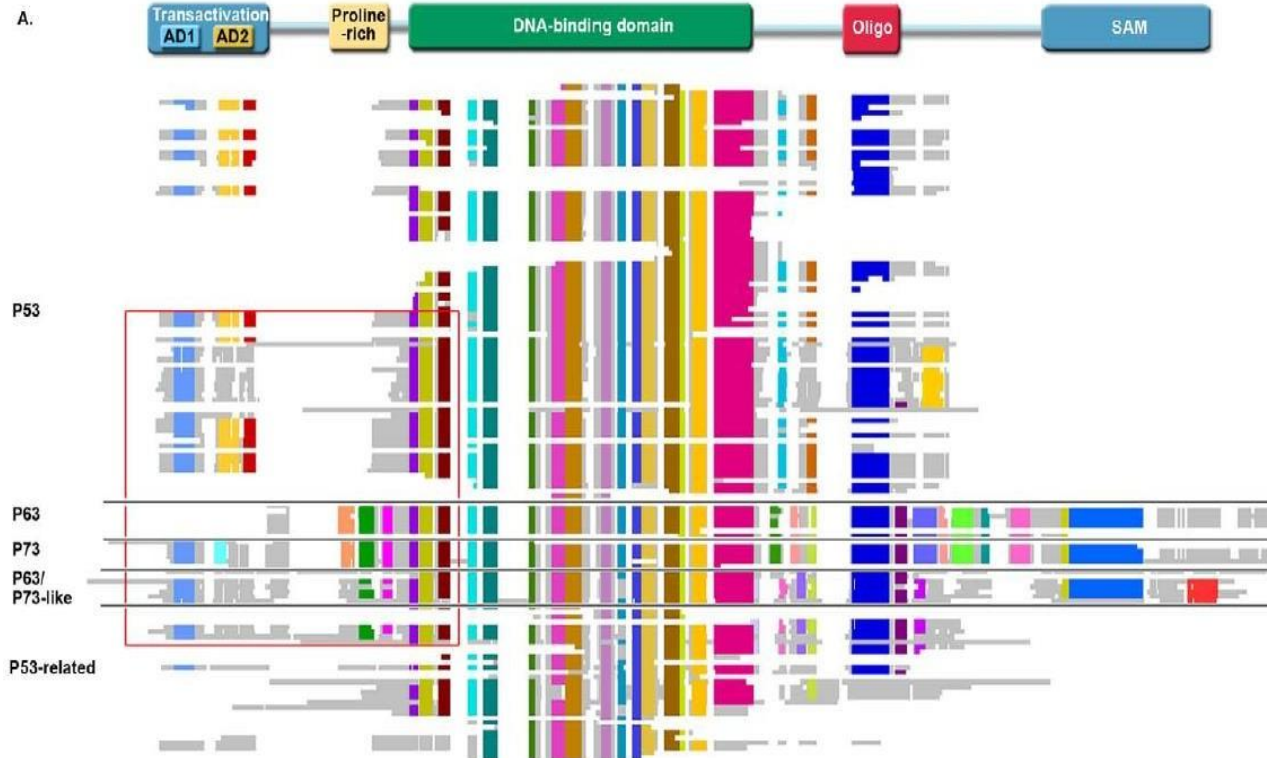 A.
Transactivation
AD1 AD2
Proline
-rich
DNA-binding domain
Oligo
SAM
P53
P63
P73
P63/
P73-like
P53-related